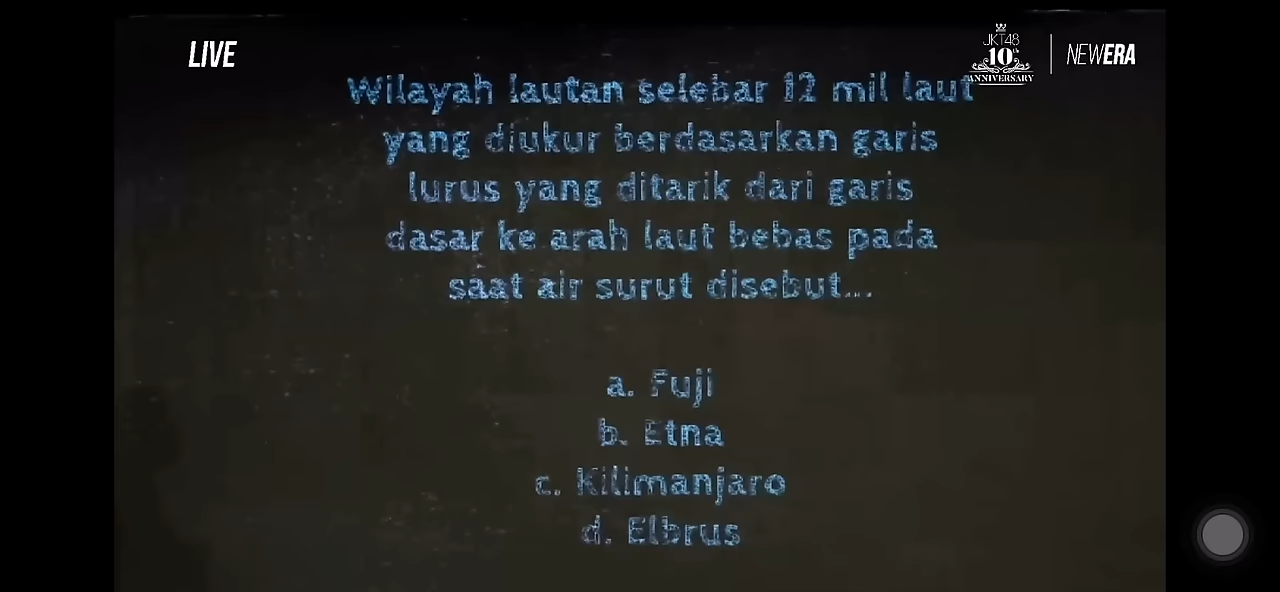 LIVE
JKT48
10th
ANNIVERSARY
NEWERA
Wilayah lautan selebar 12 mil laut
yang diukur berdasarkan garis
lurus yang ditarik dari garis
dasar ke arah laut bebas pada
saat air surut disebut...
a. Fuji
b. Etna
c. Kilimanjaro
d. Elbrus